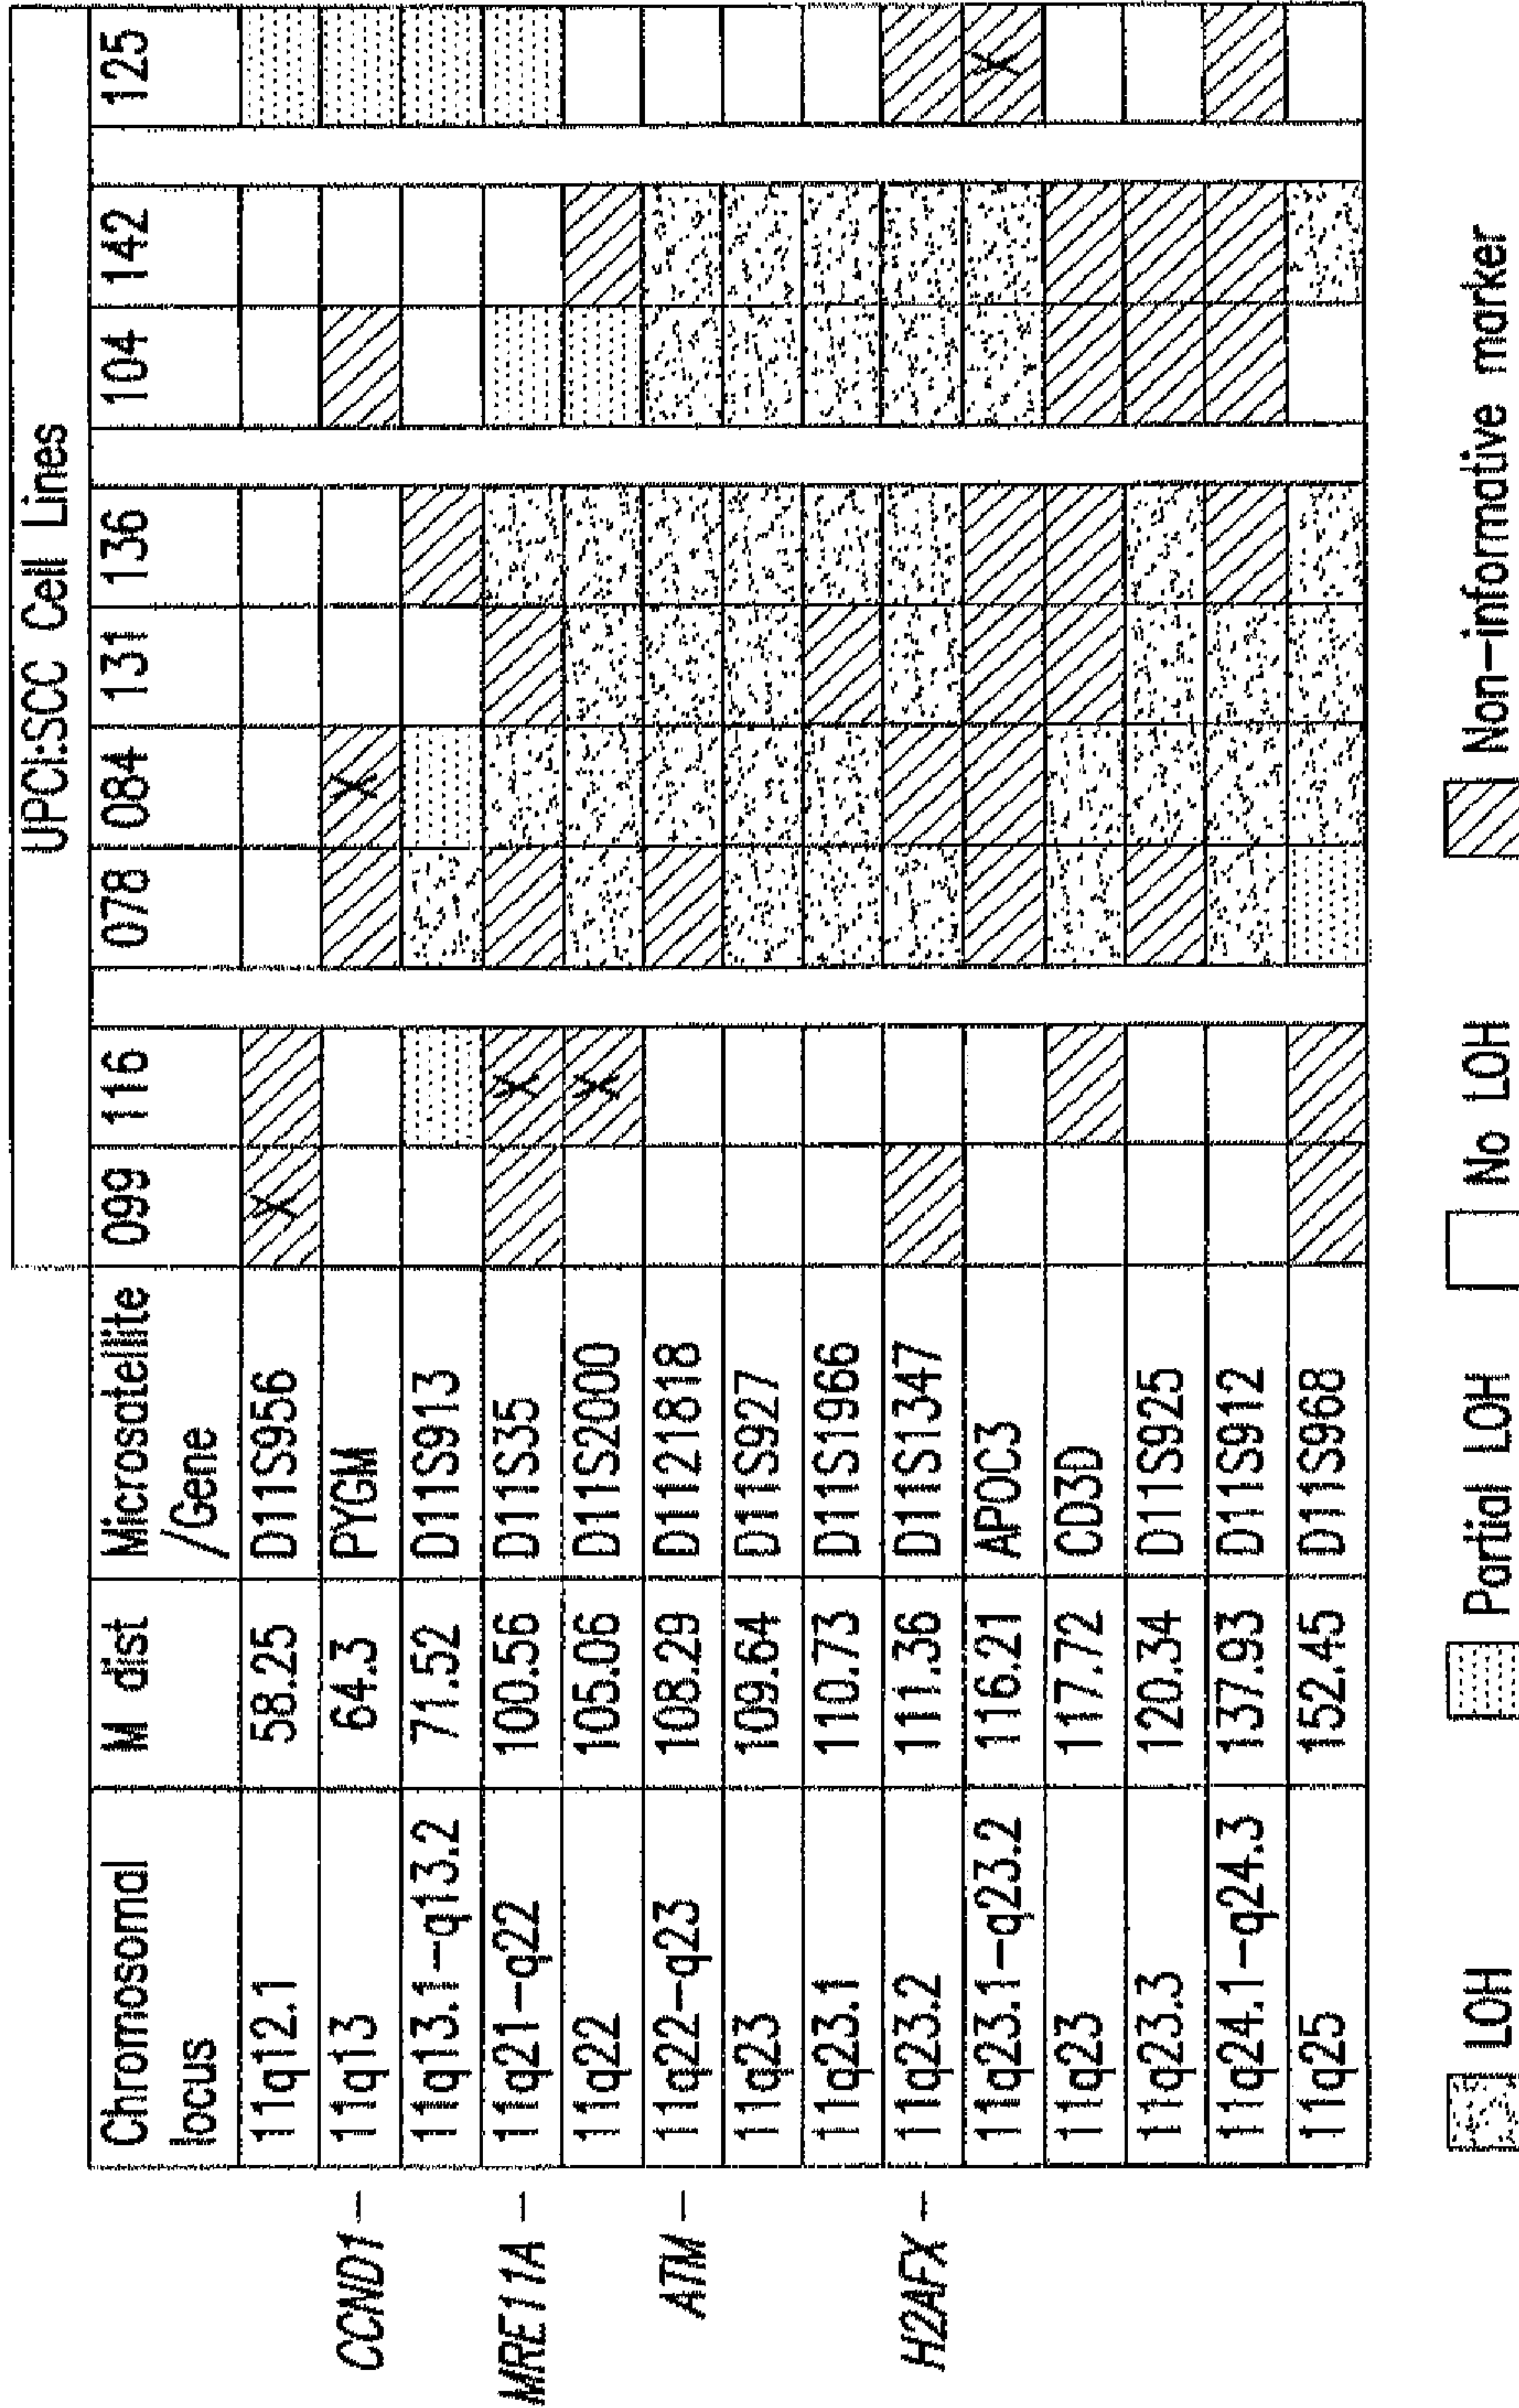 UPCI:SCC Cell Lines
Chromosomal locus M dist Microsatellite /Gene 099 116 078 084 131 136 104 142 125
11q12.1 58.25 D11S956 X
CCND1 – 11q13 64.3 PYGM X
11q13.1–q13.2 71.52 D11S913
MRE11A – 11q21–q22 100.56 D11S35 X
11q22 105.06 D11S2000 X
ATM – 11q22–q23 108.29 D1121818
11q23 109.64 D11S927
11q23.1 110.73 D11S1966
H2AFX – 11q23.2 111.36 D11S1347
11q23.1–q23.2 116.21 APOC3 X
11q23 117.72 CD3D
11q23.3 120.34 D11S925
11q24.1–q24.3 137.93 D11S912
11q25 152.45 D11S968
LOH Partial LOH No LOH Non–informative marker